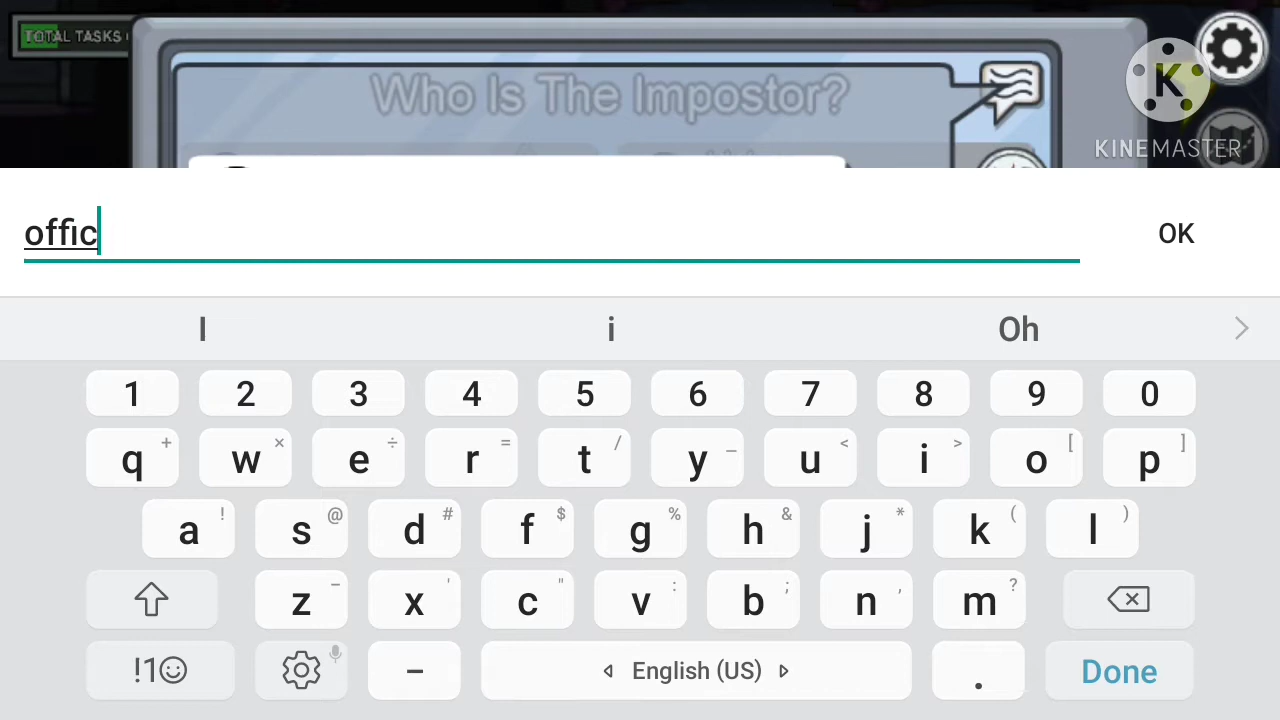 TOTAL TASKS
Who Is The Impostor?
K
KINEMASTER
offic
OK
I i Oh
1 2 3 4 5 6 7 8 9 0
q + w × e ÷ r = t / y _ u < i > o [ p ]
a ! s @ d # f $ g % h & j * k ( l )
z - x ' c " v : b ; n , m ?
!1☺ - English (US) . Done